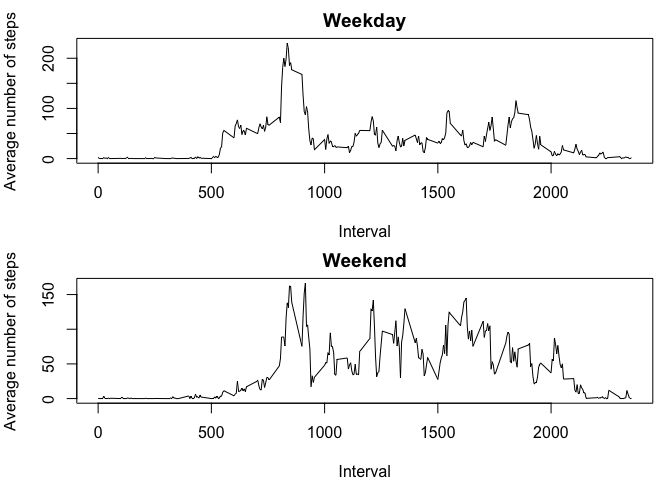 Weekday
Average number of steps
0 100 200
0 500 1000 1500 2000
Interval
Weekend
Average number of steps
0 50 150
0 500 1000 1500 2000
Interval